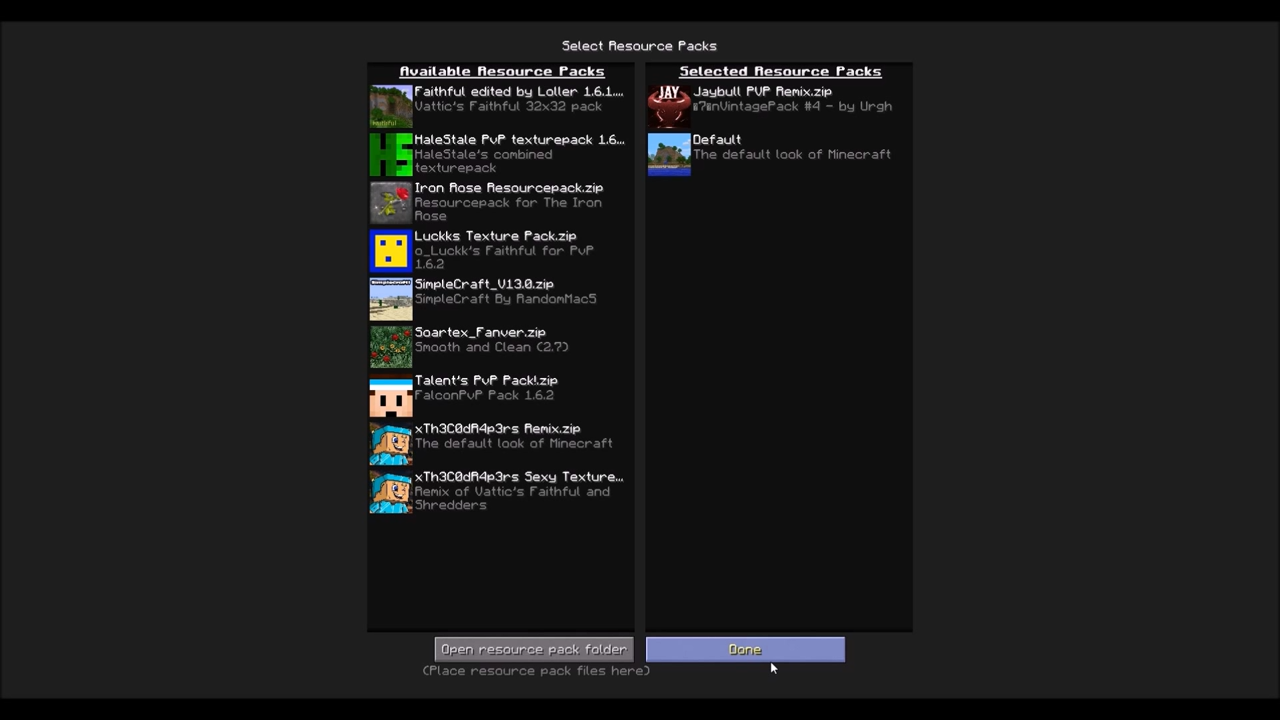 Select Resource Packs
Available Resource Packs
Faithful edited by Loller 1.6.1....
Vattic's Faithful 32x32 pack
Faithful
HaleStale PvP texturepack 1.6...
HaleStale's combined
texturepack
HS
Iron Rose Resourcepack.zip
Resourcepack for The Iron
Rose
Luckks Texture Pack.zip
o_Luckk's Faithful for PvP
1.6.2
SimpleCraft_V13.0.zip
SimpleCraft By RandomMac5
Soartex_Fanver.zip
Smooth and Clean (2.7)
Talent's PvP Pack!.zip
FalconPvP Pack 1.6.2
xTh3C0dR4p3rs Remix.zip
The default look of Minecraft
xTh3C0dR4p3rs Sexy Texture...
Remix of Vattic's Faithful and
Shredders
Selected Resource Packs
JAY
Jaybull PVP Remix.zip
VintagePack #4 - by Urgh
Default
The default look of Minecraft
Open resource pack folder
Done
(Place resource pack files here)